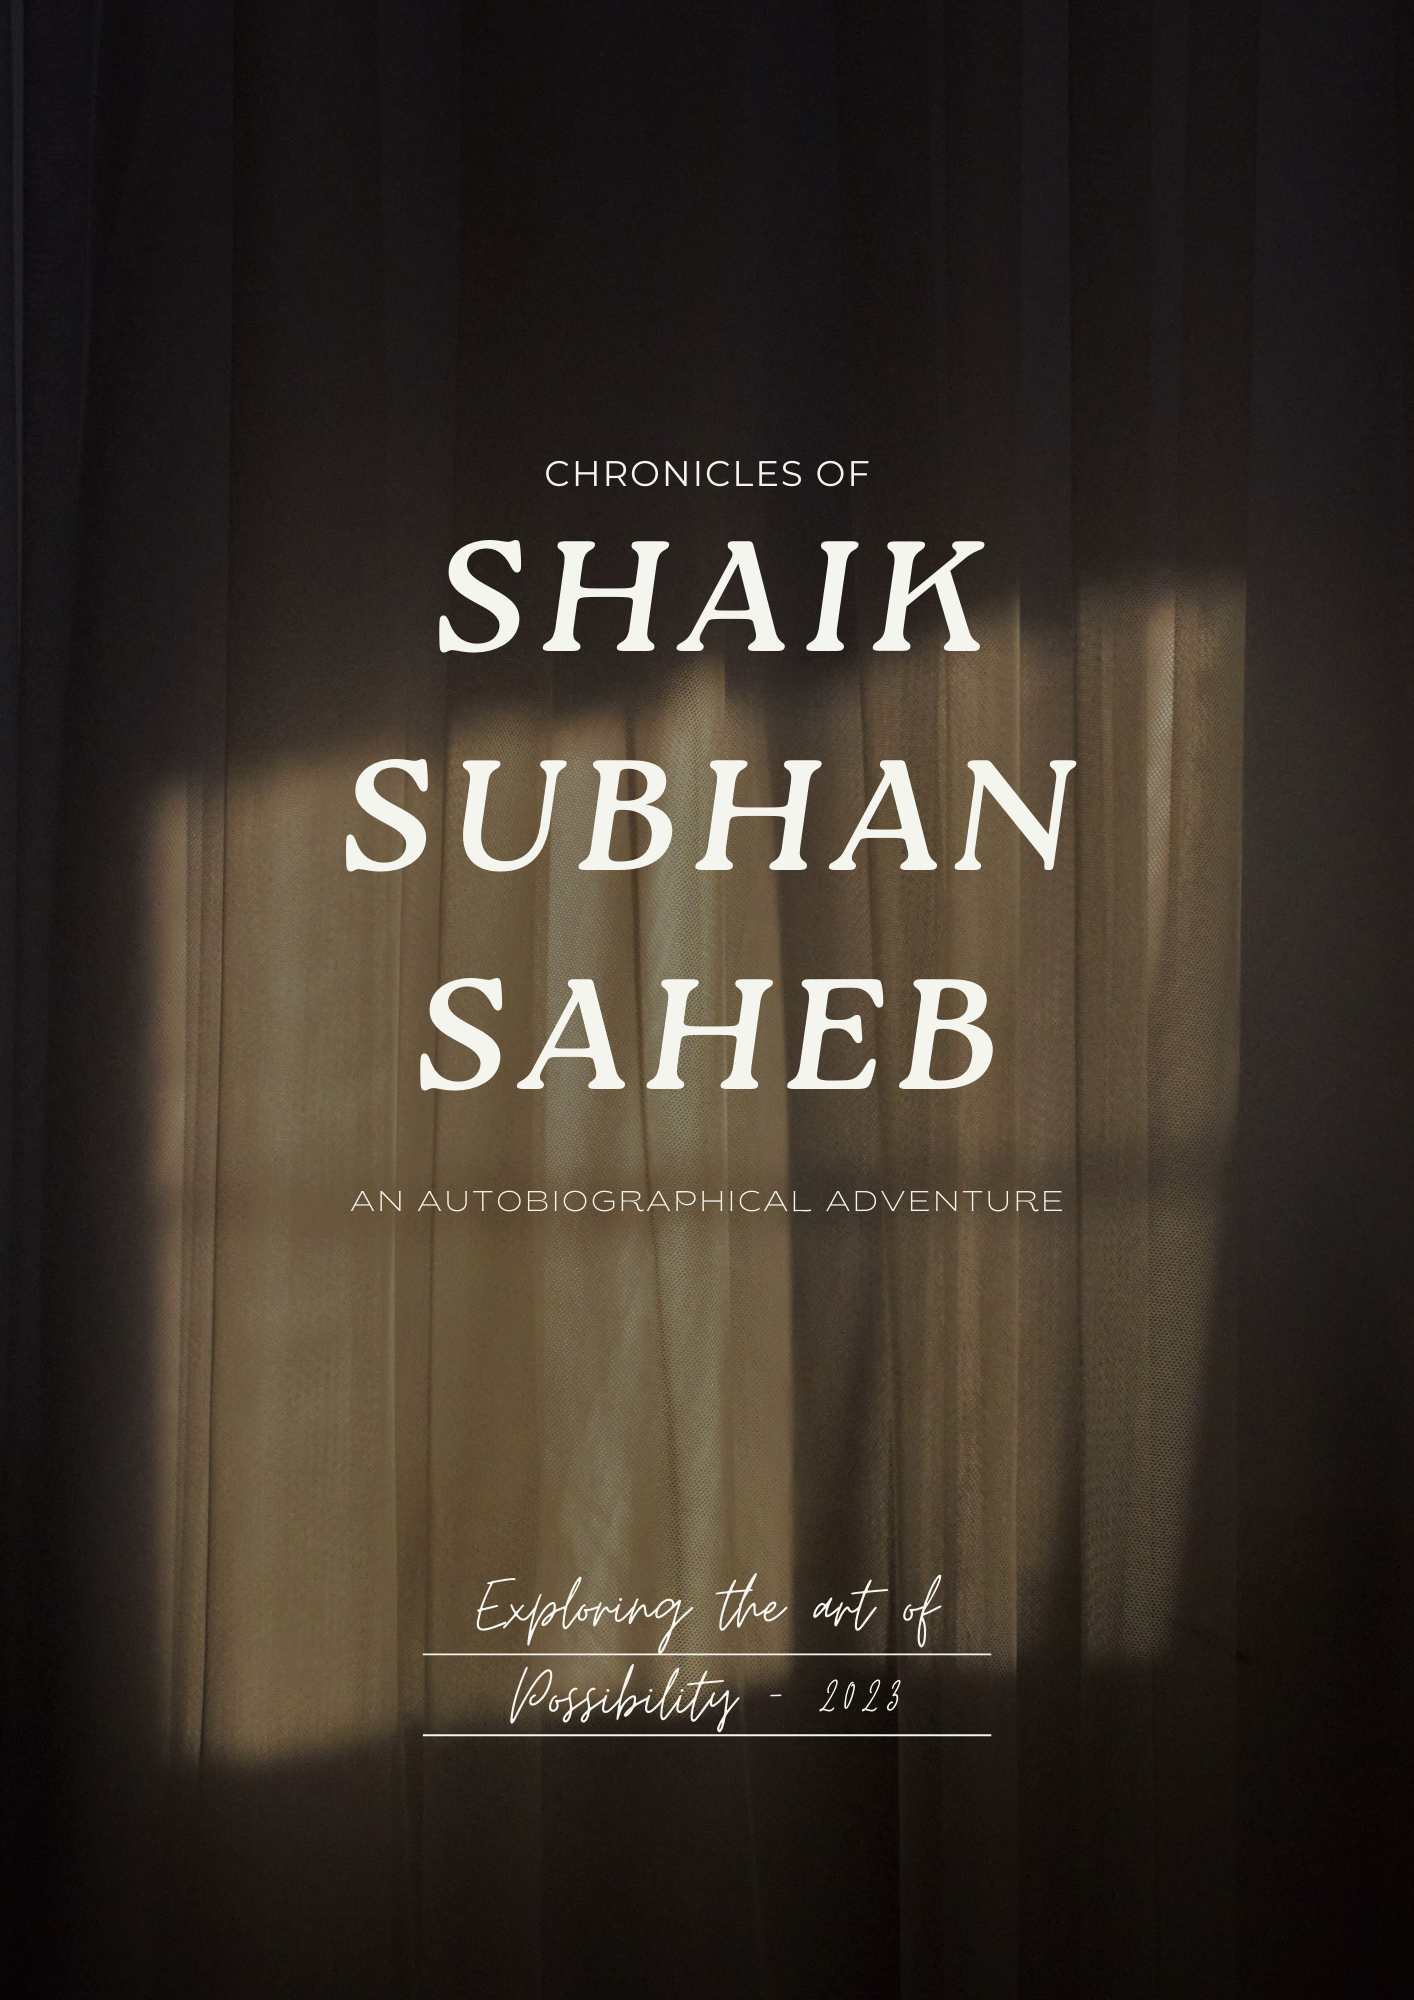 CHRONICLES OF
SHAIK
SUBHAN
SAHEB
AN AUTOBIOGRAPHICAL ADVENTURE
Exploring the art of
Possibility - 2023